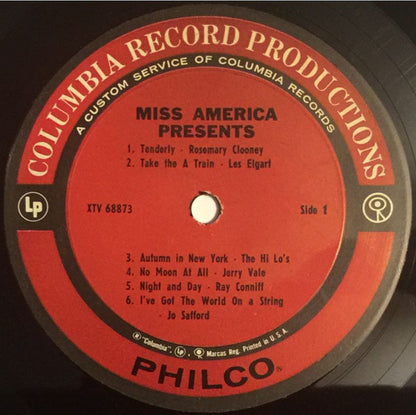 COLUMBIA RECORD PRODUCTIONS
A CUSTOM SERVICE OF COLUMBIA RECORDS
MISS AMERICA
PRESENTS
1. Tenderly - Rosemary Clooney
2. Take the A Train - Les Elgart
Lp
XTV 68873
Side 1
3. Autumn in New York - The Hi Lo's
4. No Moon At All - Jerry Vale
5. Night and Day - Ray Conniff
6. I've Got The World On a String
- Jo Safford
® "Columbia", Lp, Marcas Reg. Printed in U.S.A.
PHILCO®